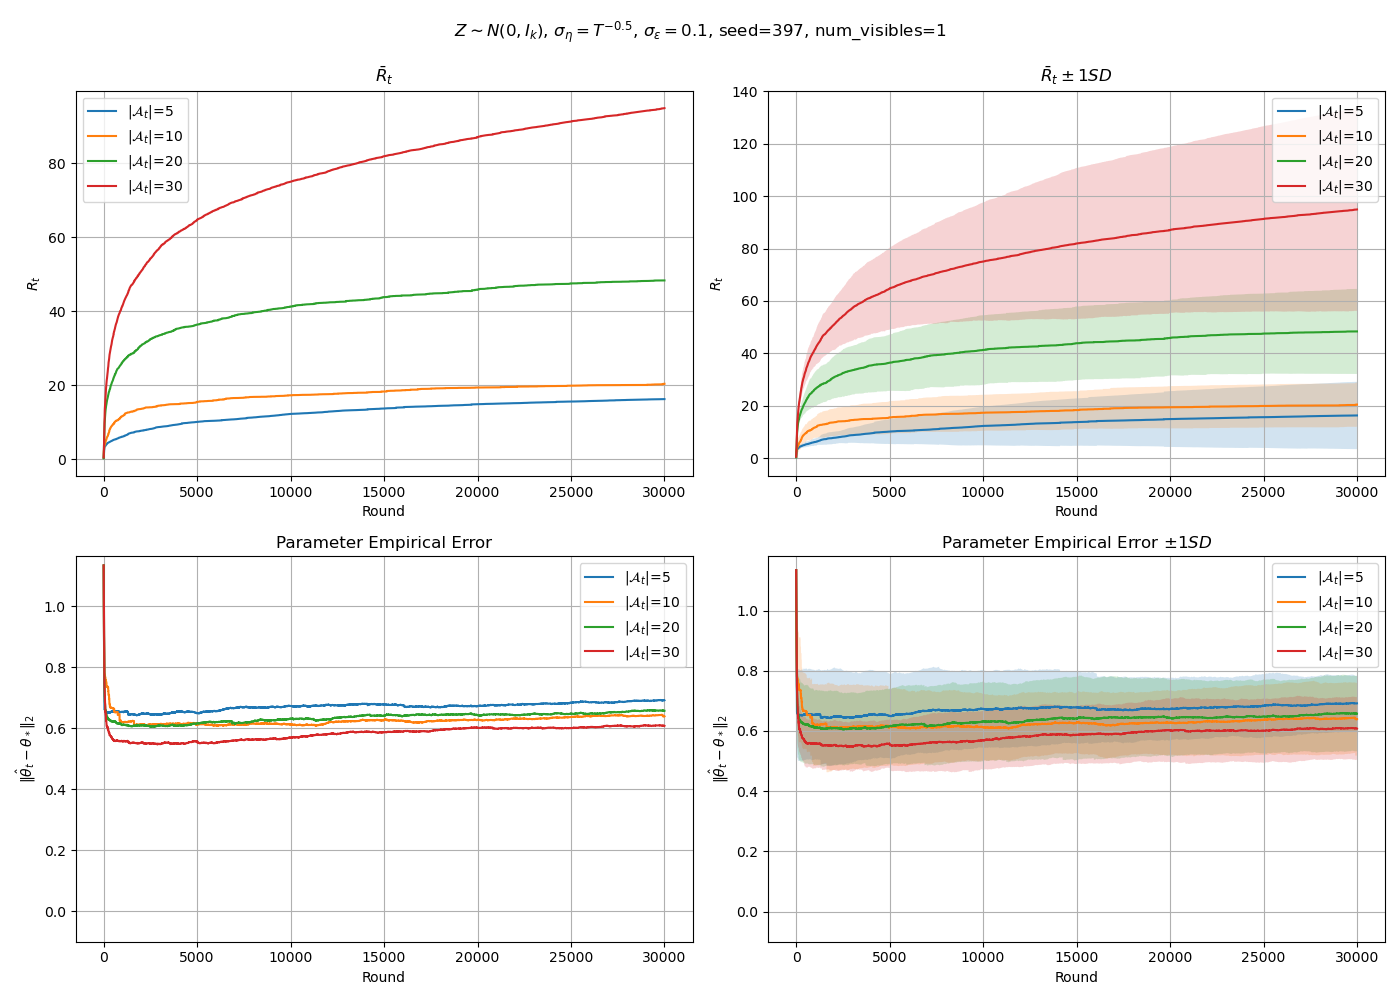 Z ∼ N(0, I_k), σ_η = T^{−0.5}, σ_ε = 0.1, seed=397, num_visibles=1
R̄_t
|𝒜_t|=5
|𝒜_t|=10
|𝒜_t|=20
|𝒜_t|=30
R_t
80
60
40
20
0
0 5000 10000 15000 20000 25000 30000
Round
R̄_t ± 1SD
|𝒜_t|=5
|𝒜_t|=10
|𝒜_t|=20
|𝒜_t|=30
R_t
140
120
100
80
60
40
20
0
0 5000 10000 15000 20000 25000 30000
Round
Parameter Empirical Error
|𝒜_t|=5
|𝒜_t|=10
|𝒜_t|=20
|𝒜_t|=30
‖θ̂_t − θ_*‖_2
1.0
0.8
0.6
0.4
0.2
0.0
0 5000 10000 15000 20000 25000 30000
Round
Parameter Empirical Error ±1SD
|𝒜_t|=5
|𝒜_t|=10
|𝒜_t|=20
|𝒜_t|=30
‖θ̂_t − θ_*‖_2
1.0
0.8
0.6
0.4
0.2
0.0
0 5000 10000 15000 20000 25000 30000
Round